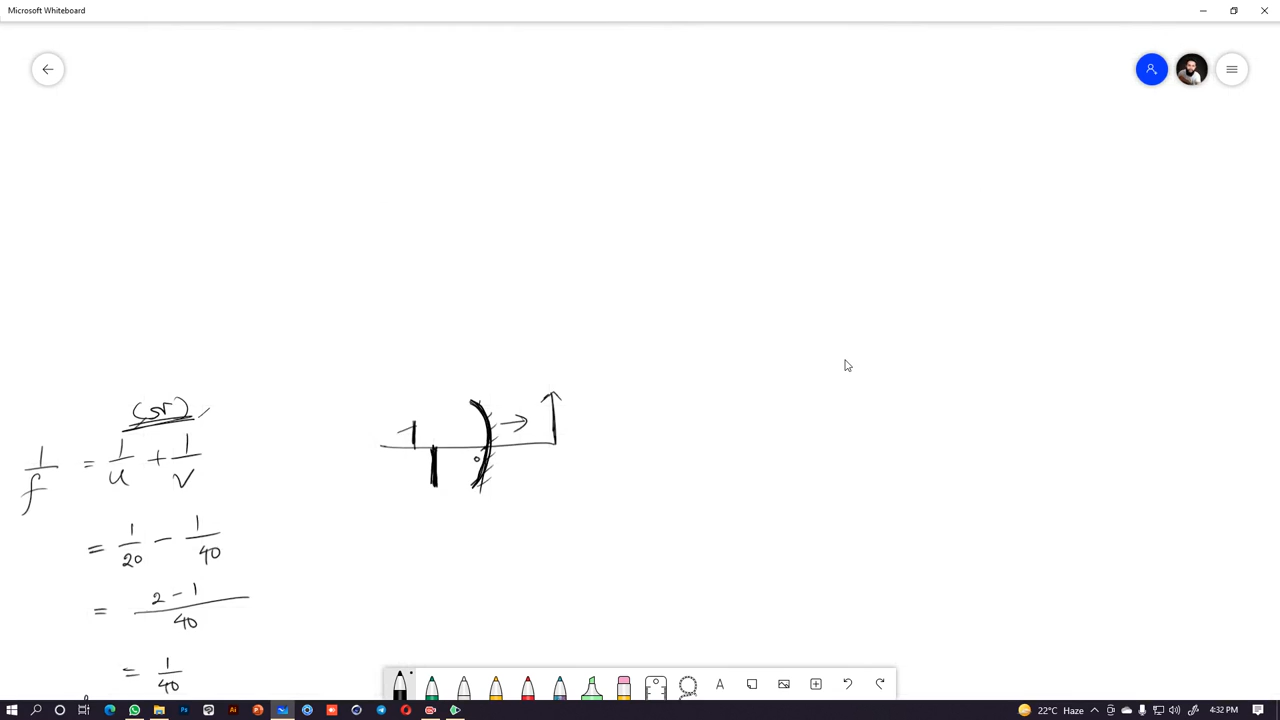 Microsoft Whiteboard
(sr)
1/f = 1/u + 1/v
= 1/20 - 1/40
= (2 - 1)/40
= 1/40
22°C Haze
4:32 PM